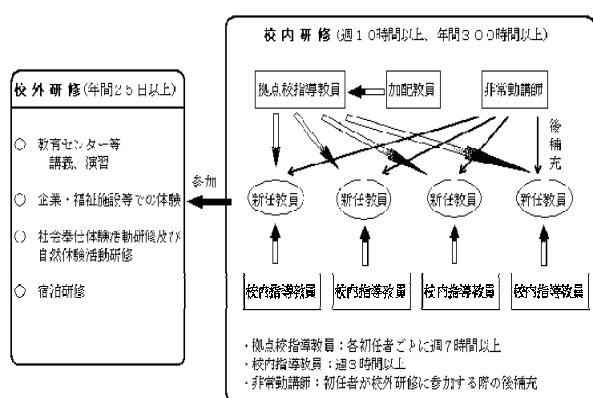 校内研修(週10時間以上、年間300時間以上)
拠点校指導教員
加配教員
非常勤講師
後補充
新任教員
新任教員
新任教員
新任教員
校内指導教員
校内指導教員
校内指導教員
校内指導教員
・拠点校指導教員:各初任者ごとに週7時間以上
・校内指導教員:週3時間以上
・非常勤講師:初任者が校外研修に参加する際の後補充
参加
校外研修(年間25日以上)
○ 教育センター等
講義、演習
○ 企業・福祉施設等での体験
○ 社会奉仕体験活動研修及び
自然体験活動研修
○ 宿泊研修